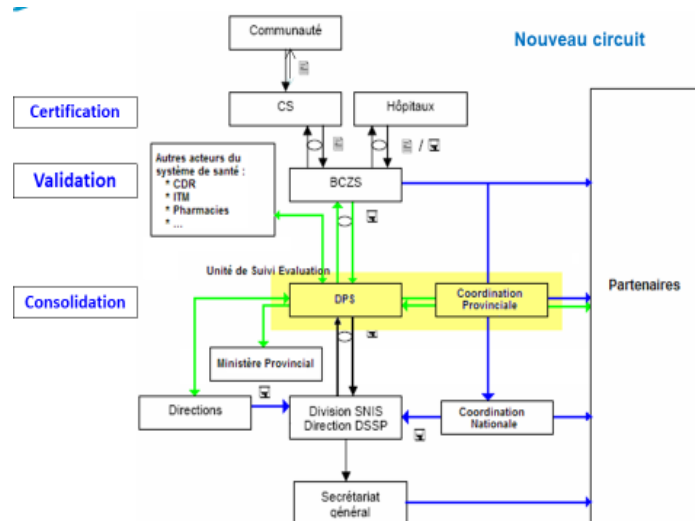 Communauté
Nouveau circuit
Certification
CS
Hôpitaux
/
Autres acteurs du
système de santé :
* CDR
* ITM
* Pharmacies
* ...
Validation
BCZS
Unité de Suivi Evaluation
Consolidation
DPS
Coordination
Provinciale
Partenaires
Ministère Provincial
Directions
Division SNIS
Direction DSSP
Coordination
Nationale
Secrétariat
général